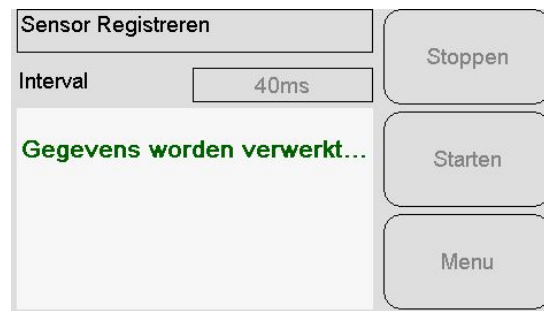 Sensor Registreren
Stoppen
Interval
40ms
Gegevens worden verwerkt...
Starten
Menu